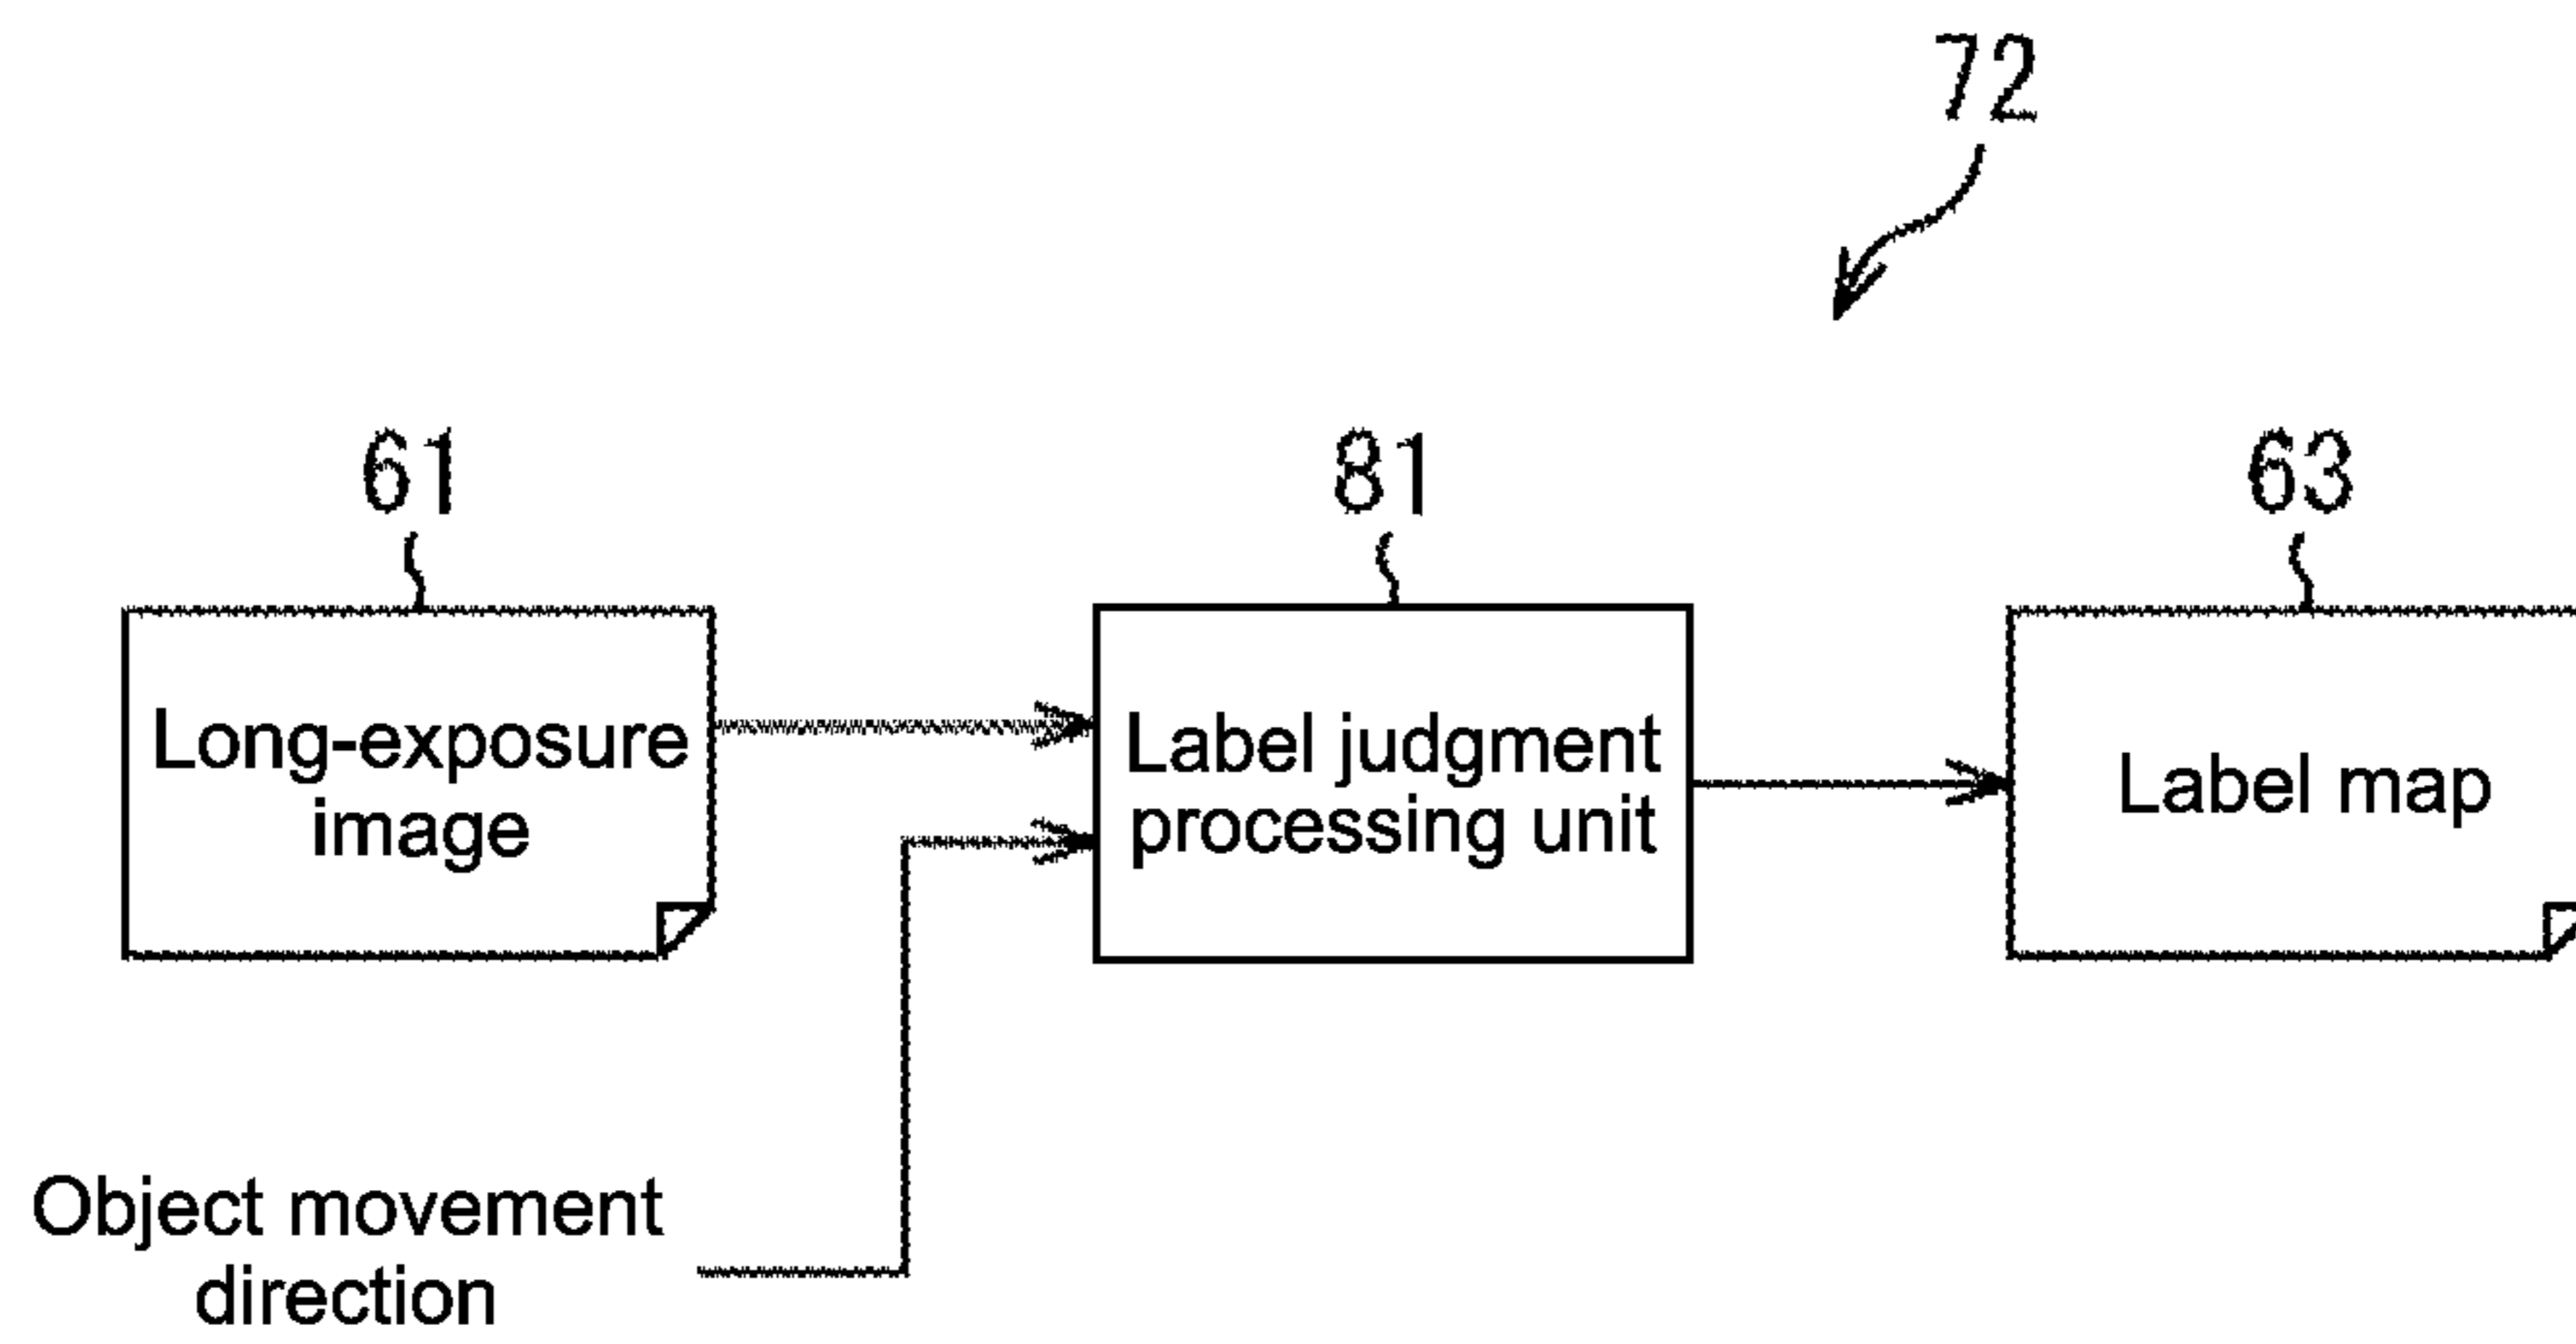 72
61
81
63
Long-exposure
image
Label judgment
processing unit
Label map
Object movement
direction